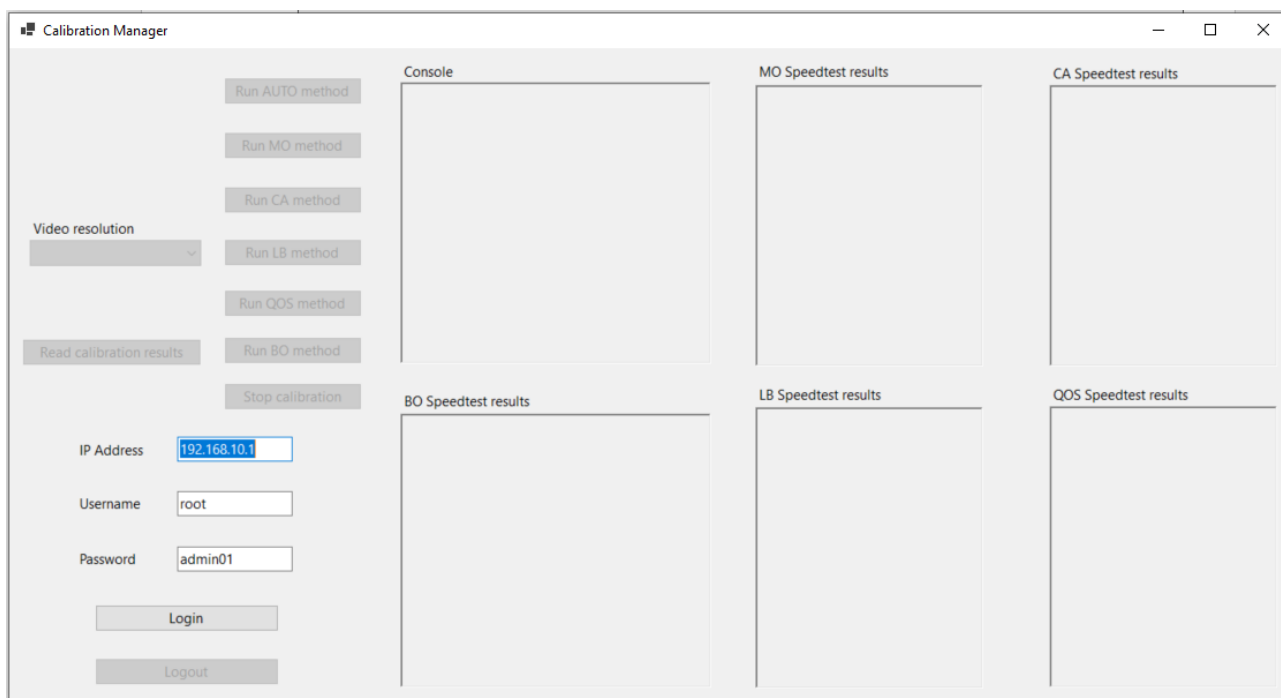 Calibration Manager
Run AUTO method
Run MO method
Run CA method
Video resolution
Run LB method
Run QOS method
Read calibration results
Run BO method
Stop calibration
IP Address
192.168.10.1
Username
root
Password
admin01
Login
Logout
Console
MO Speedtest results
CA Speedtest results
BO Speedtest results
LB Speedtest results
QOS Speedtest results